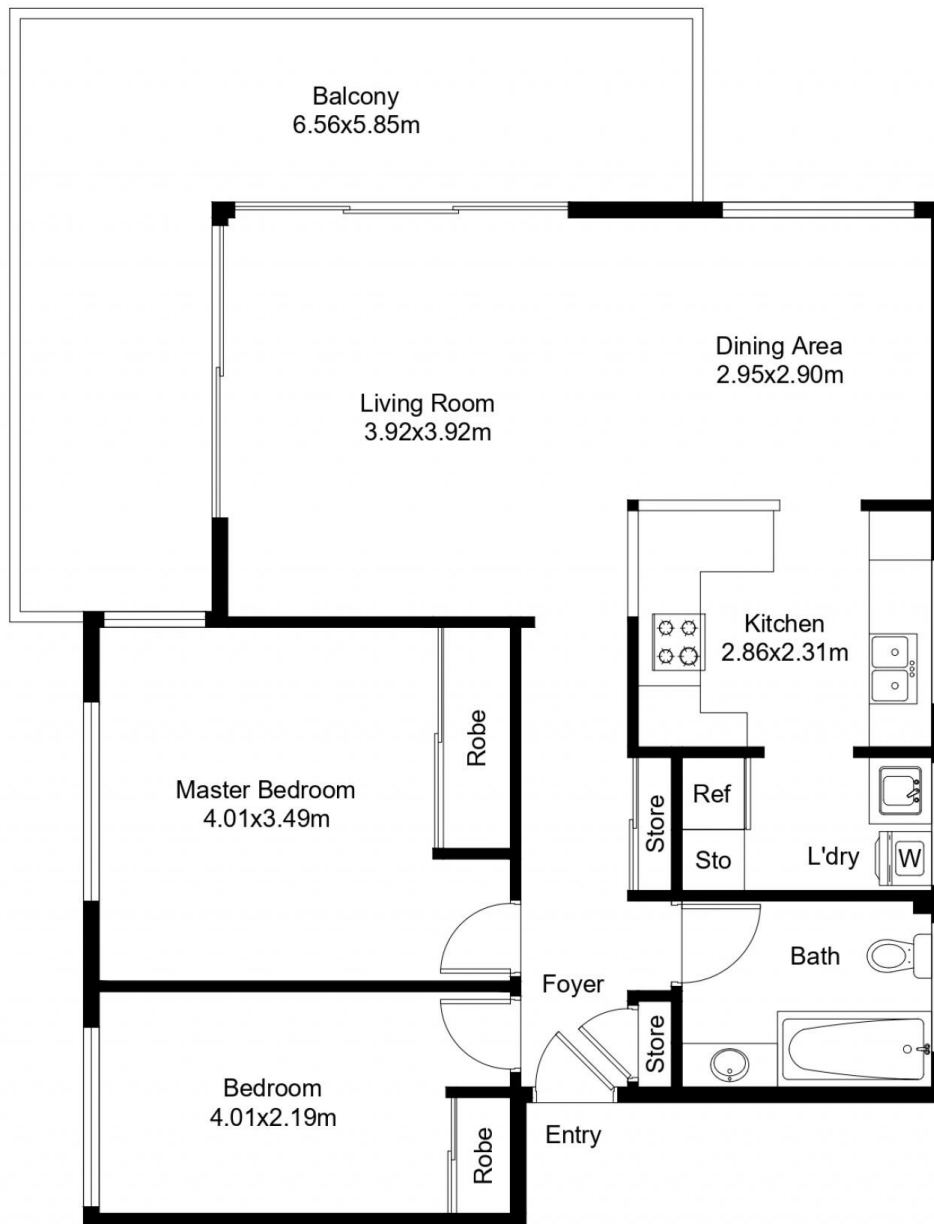 Balcony
6.56x5.85m
Dining Area
2.95x2.90m
Living Room
3.92x3.92m
Kitchen
2.86x2.31m
Robe
Master Bedroom
4.01x3.49m
Store
Ref
Sto
L'dry
W
Bath
Foyer
Store
Bedroom
4.01x2.19m
Robe
Entry